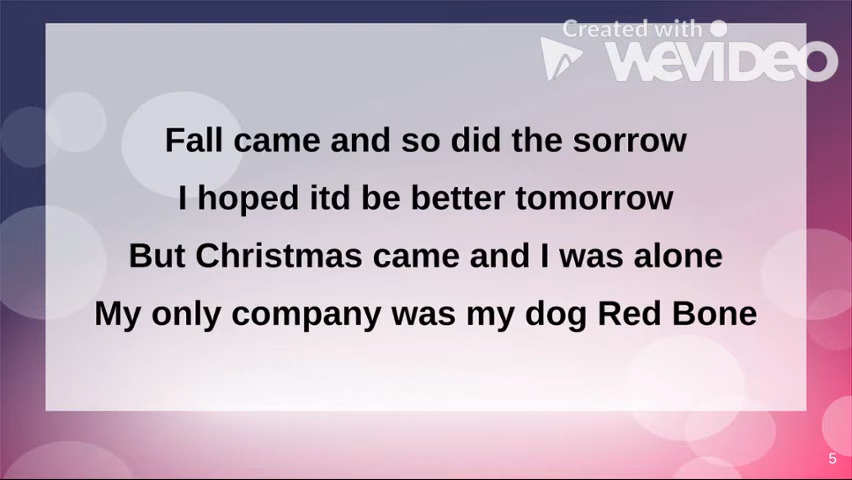 Created with
WEVIDEO
Fall came and so did the sorrow
I hoped itd be better tomorrow
But Christmas came and I was alone
My only company was my dog Red Bone
5